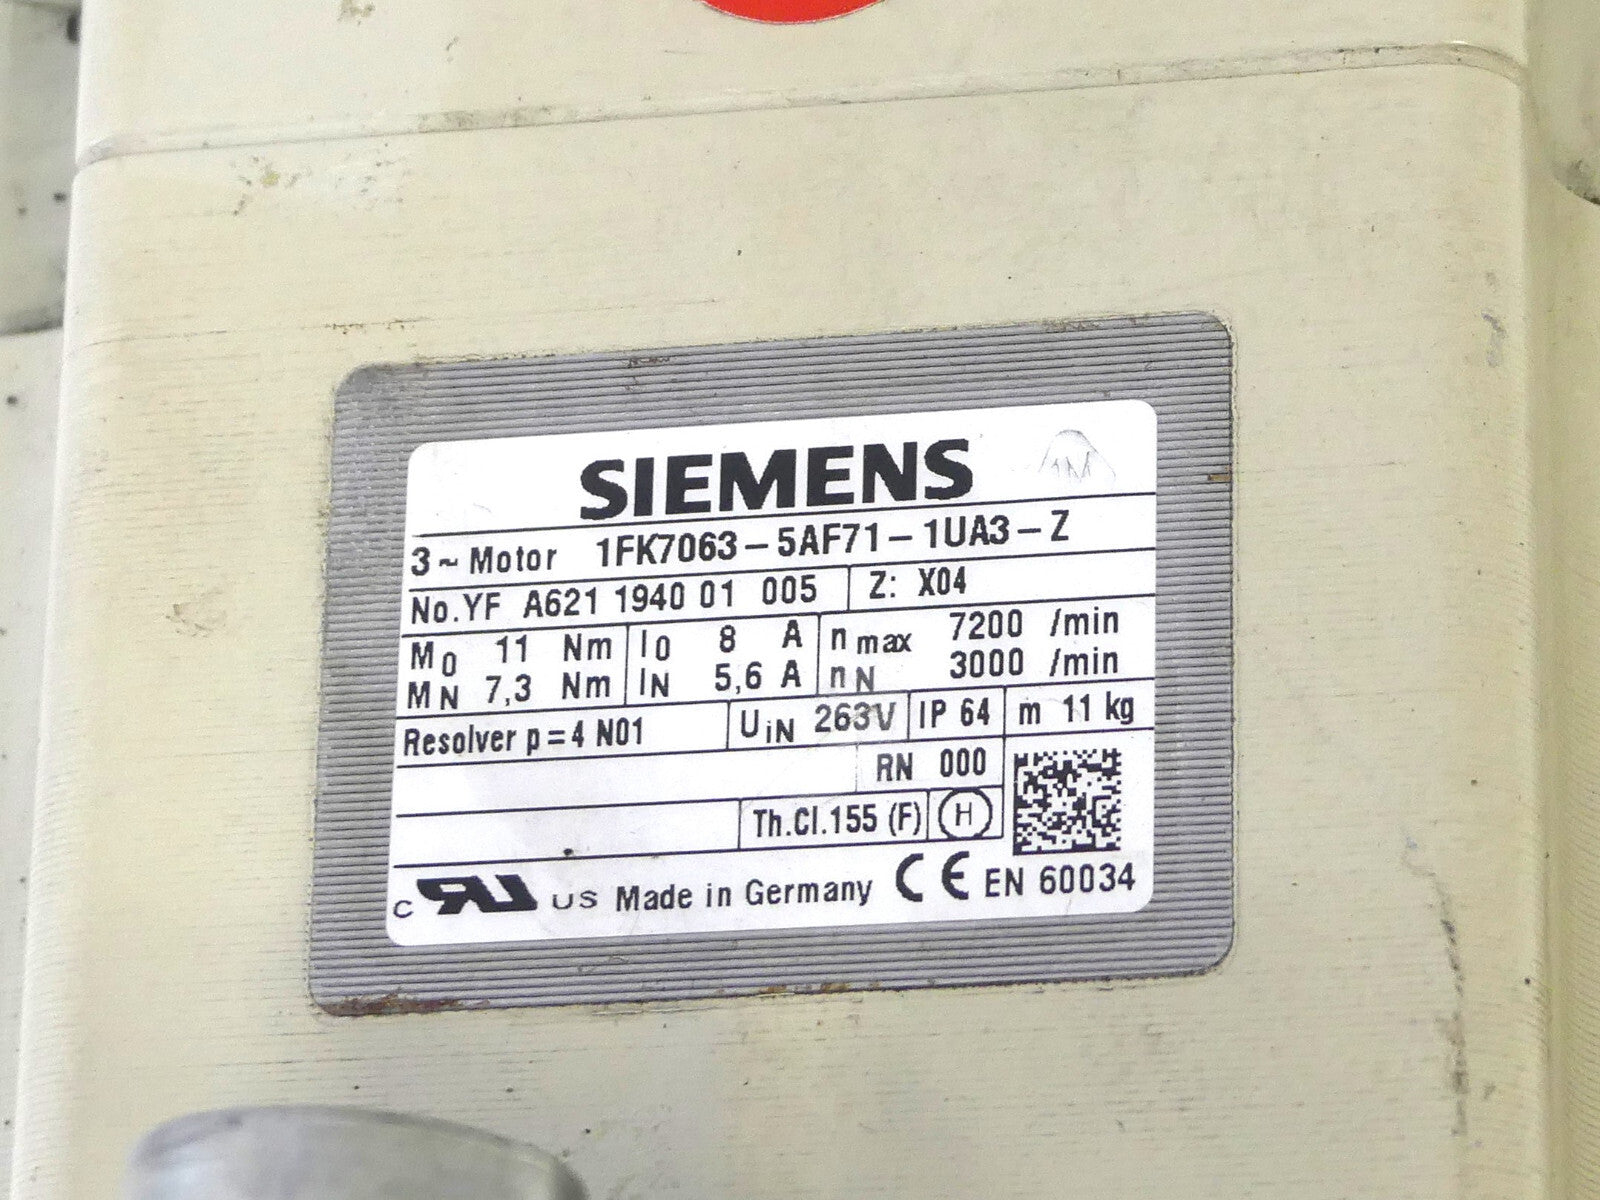 SIEMENS
3 ~ Motor 1FK7063 – 5AF71 – 1UA3 – Z
No. YF A621 1940 01 005 Z: X04
M0 11 Nm I0 8 A n max 7200 /min
MN 7,3 Nm IN 5,6 A nN 3000 /min
Resolver p = 4 N01 UiN 263V IP 64 m 11 kg
RN 000
Th.Cl.155 (F) H
c RU US Made in Germany CE EN 60034